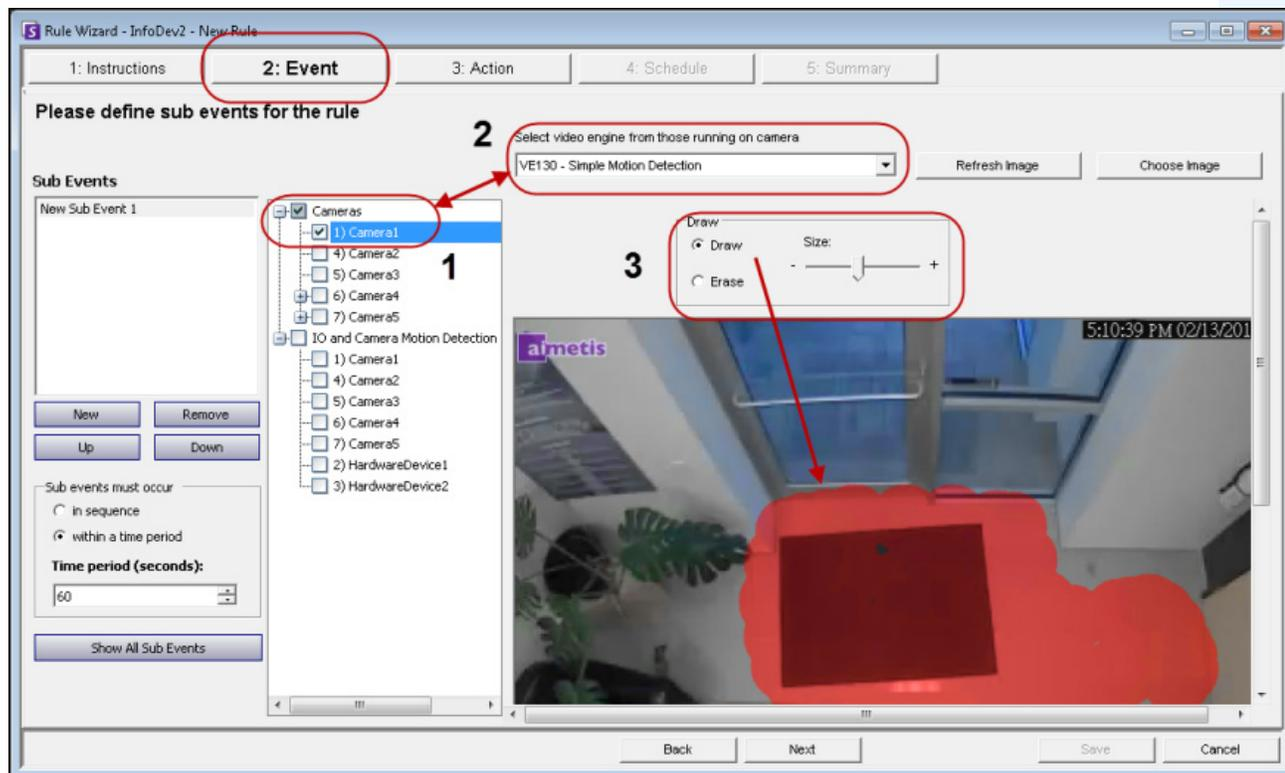 Rule Wizard - InfoDev2 - New Rule
1: Instructions
2: Event
3: Action
4: Schedule
5: Summary
Please define sub events for the rule
2
Select video engine from those running on camera
VE130 - Simple Motion Detection
Refresh Image
Choose Image
Sub Events
New Sub Event 1
New
Remove
Up
Down
Sub events must occur
in sequence
within a time period
Time period (seconds):
60
Show All Sub Events
Cameras
1) Camera1
4) Camera2
5) Camera3
6) Camera4
7) Camera5
IO and Camera Motion Detection
1) Camera1
4) Camera2
5) Camera3
6) Camera4
7) Camera5
2) HardwareDevice1
3) HardwareDevice2
1
3
Draw
Draw
Size:
- +
Erase
aimetis
5:10:39 PM 02/13/201
Back
Next
Save
Cancel